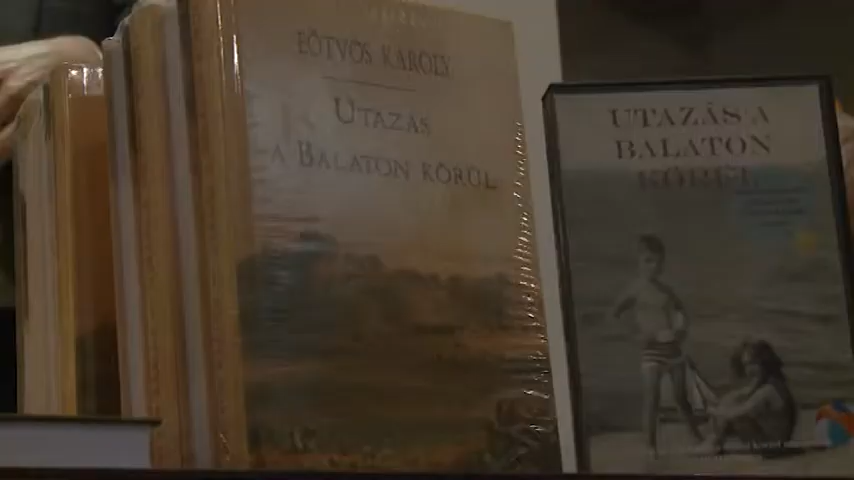 EÖTVÖS KÁROLY
UTAZÁS
A BALATON KÖRÜL
UTAZÁS A
BALATON
KÖRÜL